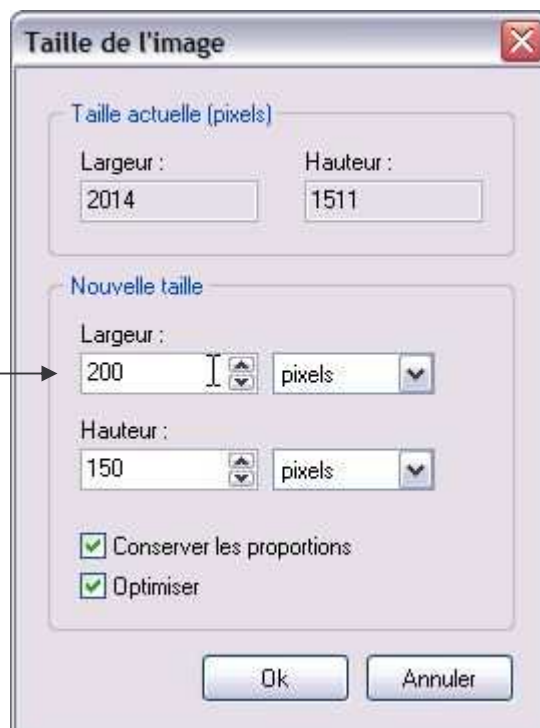 Taille de l'image
Taille actuelle (pixels)
Largeur : Hauteur :
2014 1511
Nouvelle taille
Largeur :
200 pixels
Hauteur :
150 pixels
Conserver les proportions
Optimiser
Ok Annuler